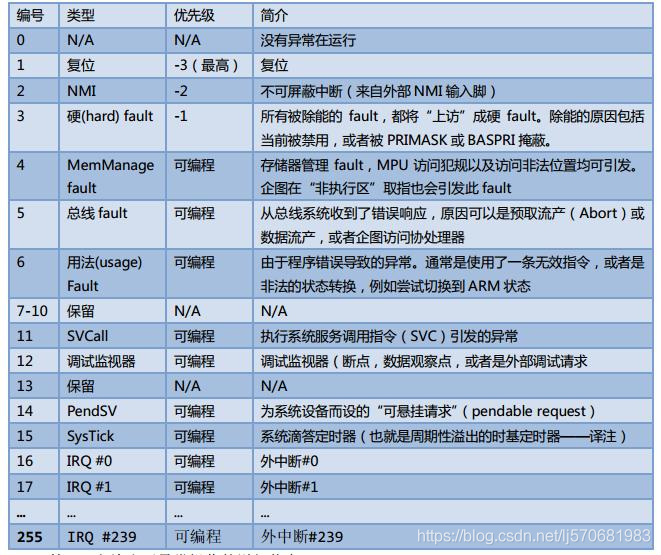 编号 类型 优先级 简介
0 N/A N/A 没有异常在运行
1 复位 -3（最高） 复位
2 NMI -2 不可屏蔽中断（来自外部 NMI 输入脚）
3 硬(hard) fault -1 所有被除能的 fault，都将“上访”成硬 fault。除能的原因包括
当前被禁用，或者被 PRIMASK 或 BASPRI 掩蔽。
4 MemManage 可编程 存储器管理 fault，MPU 访问犯规以及访问非法位置均可引发。
fault 企图在“非执行区”取指也会引发此 fault
5 总线 fault 可编程 从总线系统收到了错误响应，原因可以是预取流产（Abort）或
数据流产，或者企图访问协处理器
6 用法(usage) 可编程 由于程序错误导致的异常。通常是使用了一条无效指令，或者是
Fault 非法的状态转换，例如尝试切换到 ARM 状态
7-10 保留 N/A N/A
11 SVCall 可编程 执行系统服务调用指令（SVC）引发的异常
12 调试监视器 可编程 调试监视器（断点，数据观察点，或者是外部调试请求
13 保留 N/A N/A
14 PendSV 可编程 为系统设备而设的“可悬挂请求”（pendable request）
15 SysTick 可编程 系统滴答定时器（也就是周期性溢出的时基定时器——译注）
16 IRQ #0 可编程 外中断#0
17 IRQ #1 可编程 外中断#1
… … … …
255 IRQ #239 可编程 外中断#239
https://blog.csdn.net/lj570681983